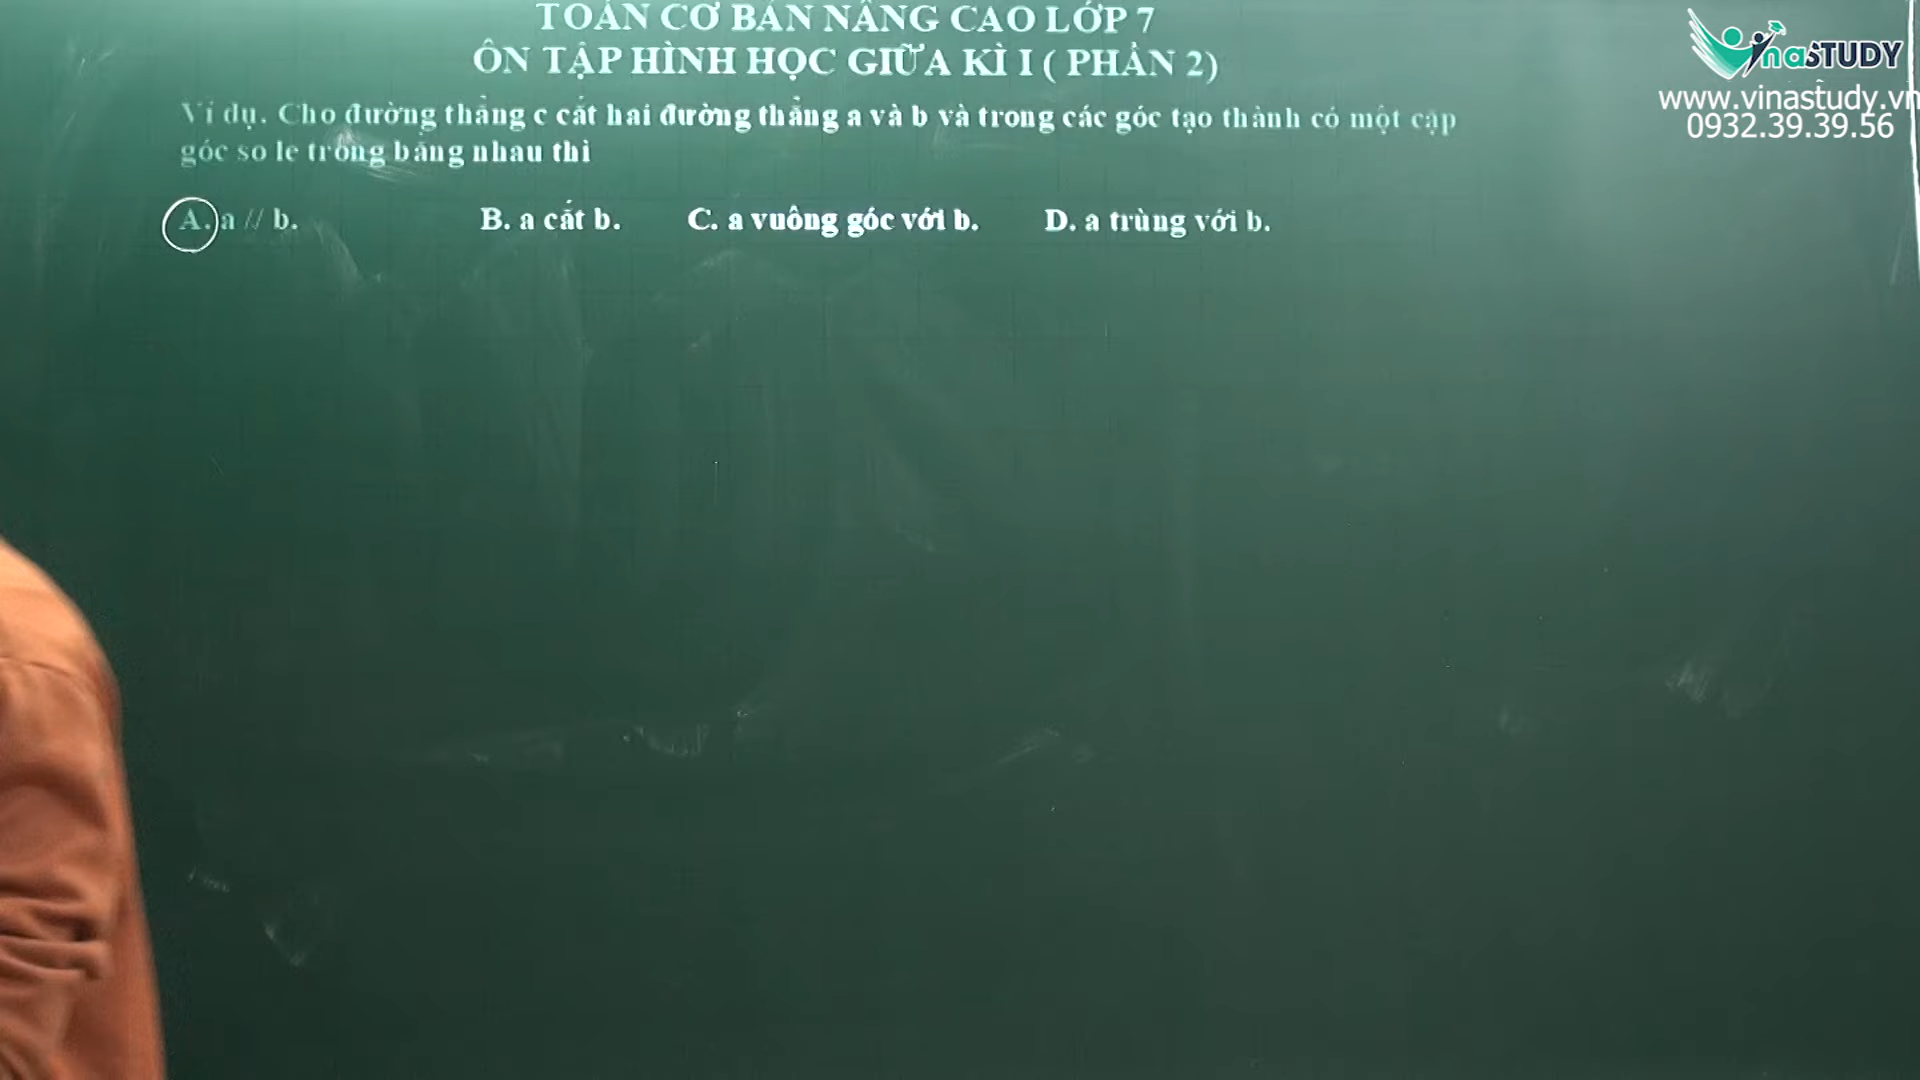 TOÁN CƠ BẢN NÂNG CAO LỚP 7
ÔN TẬP HÌNH HỌC GIỮA KÌ I ( PHẦN 2)
Ví dụ. Cho đường thẳng c cắt hai đường thẳng a và b và trong các góc tạo thành có một cặp
góc so le trong bằng nhau thì
A. a // b. B. a cắt b. C. a vuông góc với b. D. a trùng với b.
VinaSTUDY
www.vinastudy.vn
0932.39.39.56